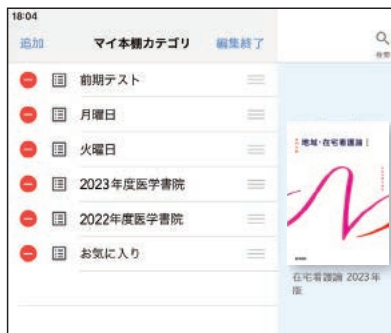 18:04
追加 マイ本棚カテゴリ 編集終了
前期テスト
月曜日
火曜日
2023年度医学書院
2022年度医学書院
お気に入り
地域・在宅看護論 I
在宅看護論 2023年
版